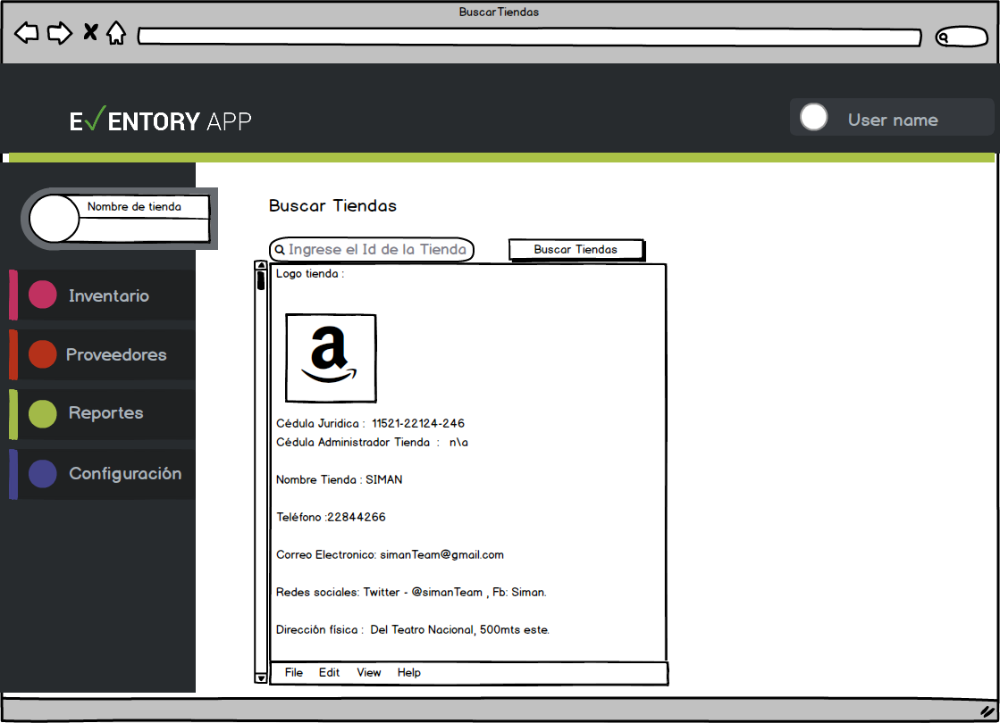 BuscarTiendas
E✓ENTORY APP
User name
Nombre de tienda
Buscar Tiendas
Ingrese el Id de la Tienda
Buscar Tiendas
Inventario
Proveedores
Reportes
Configuración
Logo tienda :
a
Cédula Juridica : 11521-22124-246
Cédula Administrador Tienda : n\a
Nombre Tienda : SIMAN
Teléfono :22844266
Correo Electronico: simanTeam@gmail.com
Redes sociales: Twitter - @simanTeam , Fb: Siman.
Dirección física : Del Teatro Nacional, 500mts este.
File Edit View Help